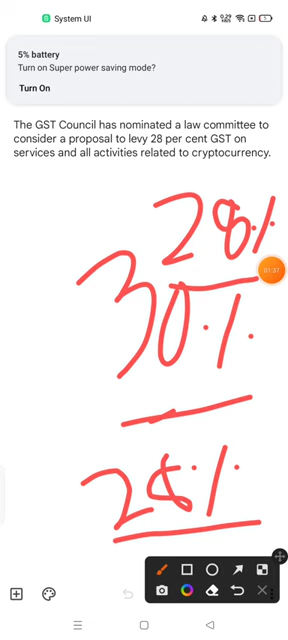 System UI
5% battery
Turn on Super power saving mode?
Turn On
The GST Council has nominated a law committee to
consider a proposal to levy 28 per cent GST on
services and all activities related to cryptocurrency.
28%
01:37
30%
28%